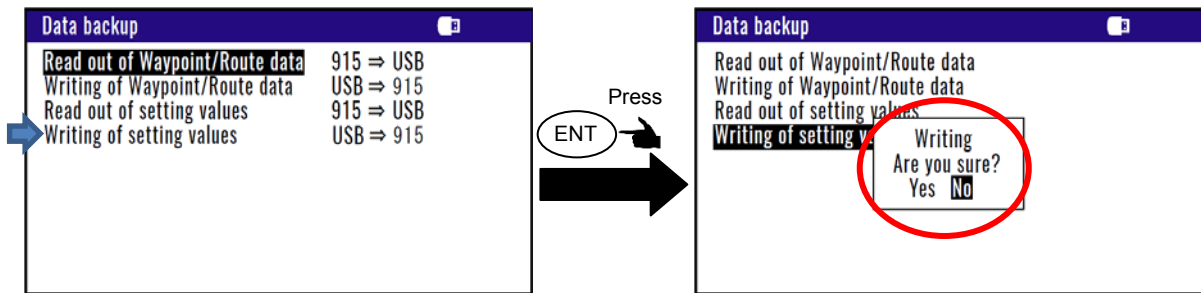 Data backup
Read out of Waypoint/Route data 915 ⇒ USB
Writing of Waypoint/Route data USB ⇒ 915
Read out of setting values 915 ⇒ USB
Writing of setting values USB ⇒ 915
Press
ENT
Data backup
Read out of Waypoint/Route data
Writing of Waypoint/Route data
Read out of setting values
Writing of setting v
Writing
Are you sure?
Yes No